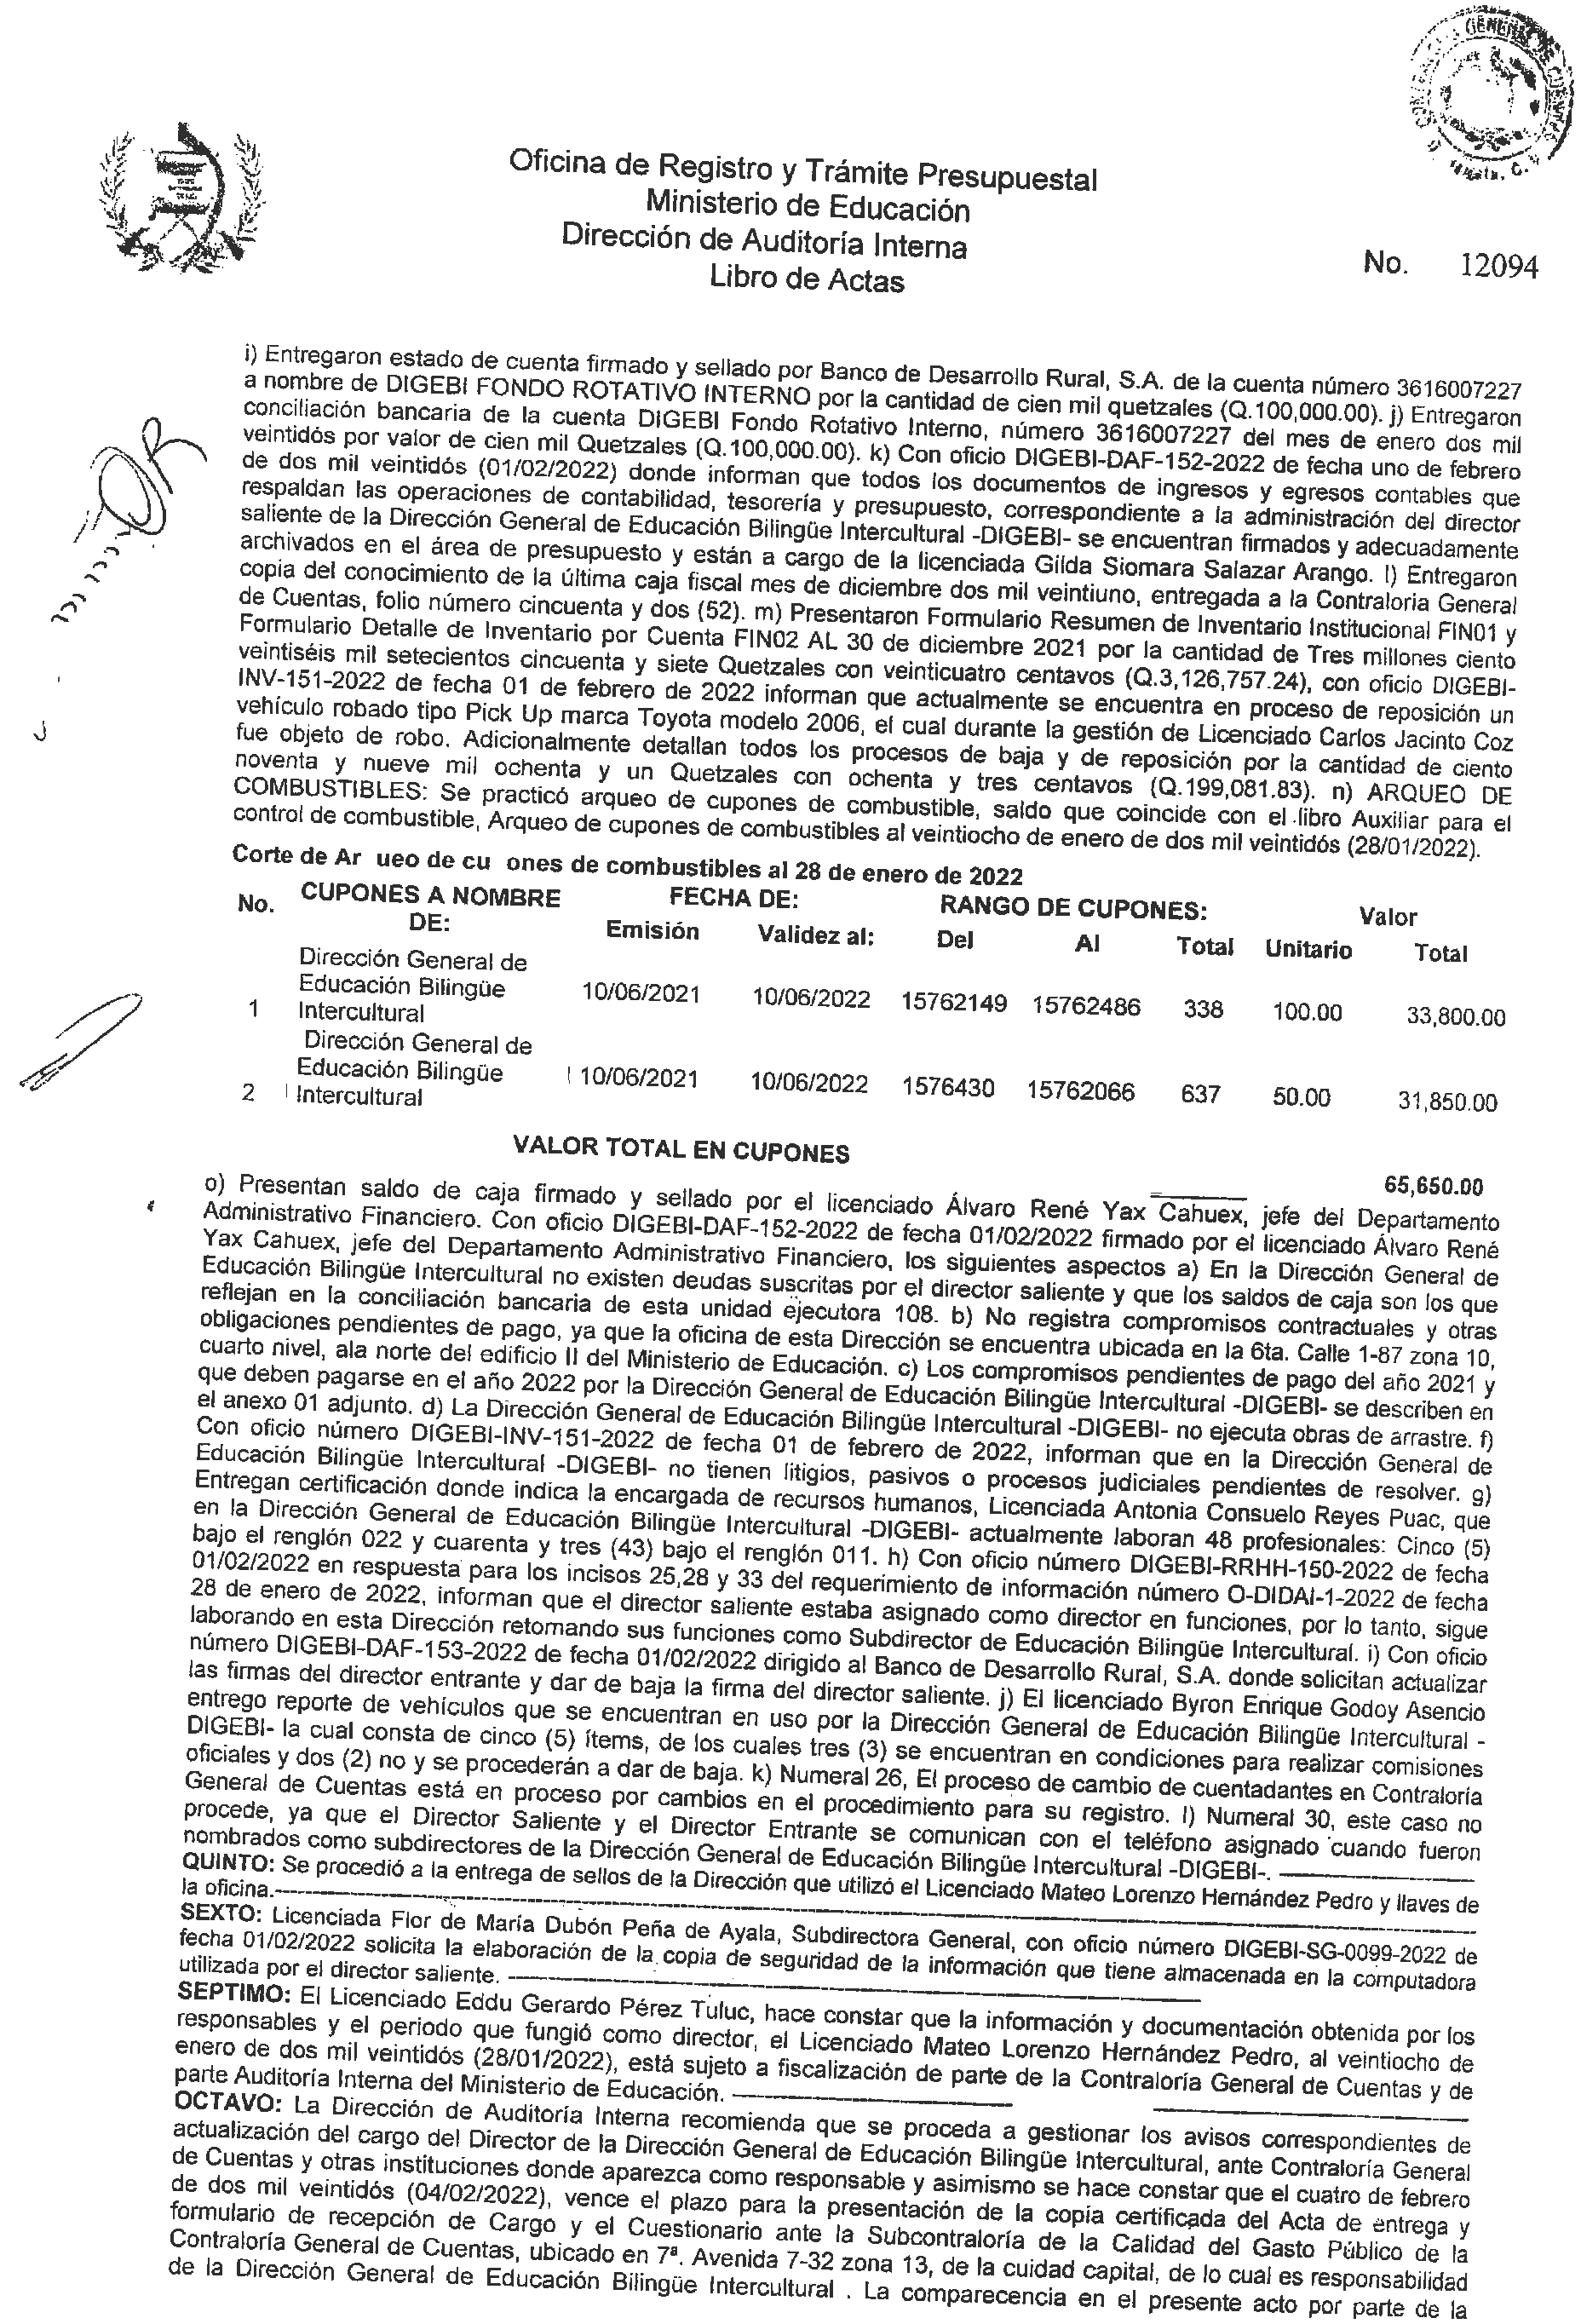 GENERAL DE CUENTAS
Oficina de Registro y Trámite Presupuestal
Ministerio de Educación
Dirección de Auditoría Interna
Libro de Actas
No. 12094
i) Entregaron estado de cuenta firmado y sellado por Banco de Desarrollo Rural, S.A. de la cuenta número 3616007227
a nombre de DIGEBI FONDO ROTATIVO INTERNO por la cantidad de cien mil quetzales (Q.100,000.00). j) Entregaron
conciliación bancaria de la cuenta DIGEBI Fondo Rotativo Interno, número 3616007227 del mes de enero dos mil
veintidós por valor de cien mil Quetzales (Q.100,000.00). k) Con oficio DIGEBI-DAF-152-2022 de fecha uno de febrero
de dos mil veintidós (01/02/2022) donde informan que todos los documentos de ingresos y egresos contables que
respaldan las operaciones de contabilidad, tesorería y presupuesto, correspondiente a la administración del director
saliente de la Dirección General de Educación Bilingüe Intercultural -DIGEBI- se encuentran firmados y adecuadamente
archivados en el área de presupuesto y están a cargo de la licenciada Gilda Siomara Salazar Arango. l) Entregaron
copia del conocimiento de la última caja fiscal mes de diciembre dos mil veintiuno, entregada a la Contraloria General
de Cuentas, folio número cincuenta y dos (52). m) Presentaron Formulario Resumen de Inventario Institucional FIN01 y
Formulario Detalle de Inventario por Cuenta FIN02 AL 30 de diciembre 2021 por la cantidad de Tres millones ciento
veintiséis mil setecientos cincuenta y siete Quetzales con veinticuatro centavos (Q.3,126,757.24), con oficio DIGEBI-
INV-151-2022 de fecha 01 de febrero de 2022 informan que actualmente se encuentra en proceso de reposición un
vehículo robado tipo Pick Up marca Toyota modelo 2006, el cual durante la gestión de Licenciado Carlos Jacinto Coz
fue objeto de robo. Adicionalmente detallan todos los procesos de baja y de reposición por la cantidad de ciento
noventa y nueve mil ochenta y un Quetzales con ochenta y tres centavos (Q.199,081.83). n) ARQUEO DE
COMBUSTIBLES: Se practicó arqueo de cupones de combustible, saldo que coincide con el libro Auxiliar para el
control de combustible, Arqueo de cupones de combustibles al veintiocho de enero de dos mil veintidós (28/01/2022).
Corte de Ar ueo de cu ones de combustibles al 28 de enero de 2022
No. CUPONES A NOMBRE DE: FECHA DE: RANGO DE CUPONES: Valor
Emisión Validez al: Del Al Total Unitario Total
Dirección General de
Educación Bilingüe
1 Intercultural 10/06/2021 10/06/2022 15762149 15762486 338 100.00 33,800.00
Dirección General de
Educación Bilingüe
2 Intercultural 10/06/2021 10/06/2022 1576430 15762066 637 50.00 31,850.00
VALOR TOTAL EN CUPONES 65,650.00
o) Presentan saldo de caja firmado y sellado por el licenciado Álvaro René Yax Cahuex, jefe del Departamento
Administrativo Financiero. Con oficio DIGEBI-DAF-152-2022 de fecha 01/02/2022 firmado por el licenciado Álvaro René
Yax Cahuex, jefe del Departamento Administrativo Financiero, los siguientes aspectos a) En la Dirección General de
Educación Bilingüe Intercultural no existen deudas suscritas por el director saliente y que los saldos de caja son los que
reflejan en la conciliación bancaria de esta unidad ejecutora 108. b) No registra compromisos contractuales y otras
obligaciones pendientes de pago, ya que la oficina de esta Dirección se encuentra ubicada en la 6ta. Calle 1-87 zona 10,
cuarto nivel, ala norte del edificio II del Ministerio de Educación. c) Los compromisos pendientes de pago del año 2021 y
que deben pagarse en el año 2022 por la Dirección General de Educación Bilingüe Intercultural -DIGEBI- se describen en
el anexo 01 adjunto. d) La Dirección General de Educación Bilingüe Intercultural -DIGEBI- no ejecuta obras de arrastre. f)
Con oficio número DIGEBI-INV-151-2022 de fecha 01 de febrero de 2022, informan que en la Dirección General de
Educación Bilingüe Intercultural -DIGEBI- no tienen litigios, pasivos o procesos judiciales pendientes de resolver. g)
Entregan certificación donde indica la encargada de recursos humanos, Licenciada Antonia Consuelo Reyes Puac, que
en la Dirección General de Educación Bilingüe Intercultural -DIGEBI- actualmente laboran 48 profesionales: Cinco (5)
bajo el renglón 022 y cuarenta y tres (43) bajo el renglón 011. h) Con oficio número DIGEBI-RRHH-150-2022 de fecha
01/02/2022 en respuesta para los incisos 25,28 y 33 del requerimiento de información número O-DIDAI-1-2022 de fecha
28 de enero de 2022, informan que el director saliente estaba asignado como director en funciones, por lo tanto, sigue
laborando en esta Dirección retomando sus funciones como Subdirector de Educación Bilingüe Intercultural. i) Con oficio
número DIGEBI-DAF-153-2022 de fecha 01/02/2022 dirigido al Banco de Desarrollo Rural, S.A. donde solicitan actualizar
las firmas del director entrante y dar de baja la firma del director saliente. j) El licenciado Byron Enrique Godoy Asencio
entrego reporte de vehículos que se encuentran en uso por la Dirección General de Educación Bilingüe Intercultural -
DIGEBI- la cual consta de cinco (5) ítems, de los cuales tres (3) se encuentran en condiciones para realizar comisiones
oficiales y dos (2) no y se procederán a dar de baja. k) Numeral 26, El proceso de cambio de cuentadantes en Contraloría
General de Cuentas está en proceso por cambios en el procedimiento para su registro. l) Numeral 30, este caso no
procede, ya que el Director Saliente y el Director Entrante se comunican con el teléfono asignado cuando fueron
nombrados como subdirectores de la Dirección General de Educación Bilingüe Intercultural -DIGEBI-.
QUINTO: Se procedió a la entrega de sellos de la Dirección que utilizó el Licenciado Mateo Lorenzo Hernández Pedro y llaves de
la oficina.
SEXTO: Licenciada Flor de María Dubón Peña de Ayala, Subdirectora General, con oficio número DIGEBI-SG-0099-2022 de
fecha 01/02/2022 solicita la elaboración de la copia de seguridad de la información que tiene almacenada en la computadora
utilizada por el director saliente.
SEPTIMO: El Licenciado Eddu Gerardo Pérez Tuluc, hace constar que la información y documentación obtenida por los
responsables y el periodo que fungió como director, el Licenciado Mateo Lorenzo Hernández Pedro, al veintiocho de
enero de dos mil veintidós (28/01/2022), está sujeto a fiscalización de parte de la Contraloría General de Cuentas y de
parte Auditoría Interna del Ministerio de Educación.
OCTAVO: La Dirección de Auditoría Interna recomienda que se proceda a gestionar los avisos correspondientes de
actualización del cargo del Director de la Dirección General de Educación Bilingüe Intercultural, ante Contraloría General
de Cuentas y otras instituciones donde aparezca como responsable y asimismo se hace constar que el cuatro de febrero
de dos mil veintidós (04/02/2022), vence el plazo para la presentación de la copia certificada del Acta de entrega y
formulario de recepción de Cargo y el Cuestionario ante la Subcontraloría de la Calidad del Gasto Público de la
Contraloría General de Cuentas, ubicado en 7ª. Avenida 7-32 zona 13, de la cuidad capital, de lo cual es responsabilidad
de la Dirección General de Educación Bilingüe Intercultural . La comparecencia en el presente acto por parte de la